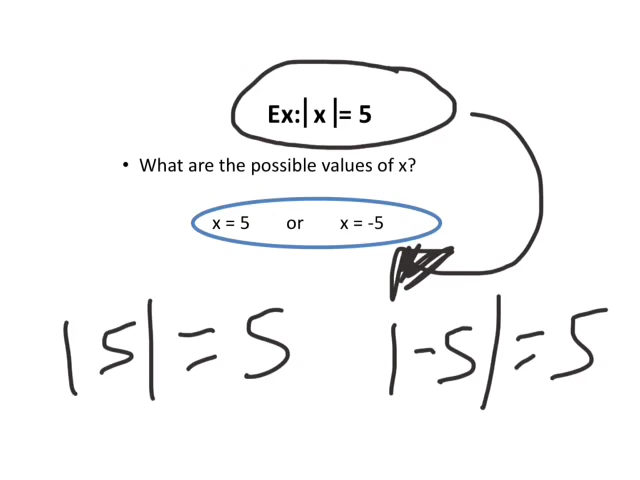 Ex:|x|= 5
• What are the possible values of x?
x = 5 or x = -5
|5|=5 |-5|=5